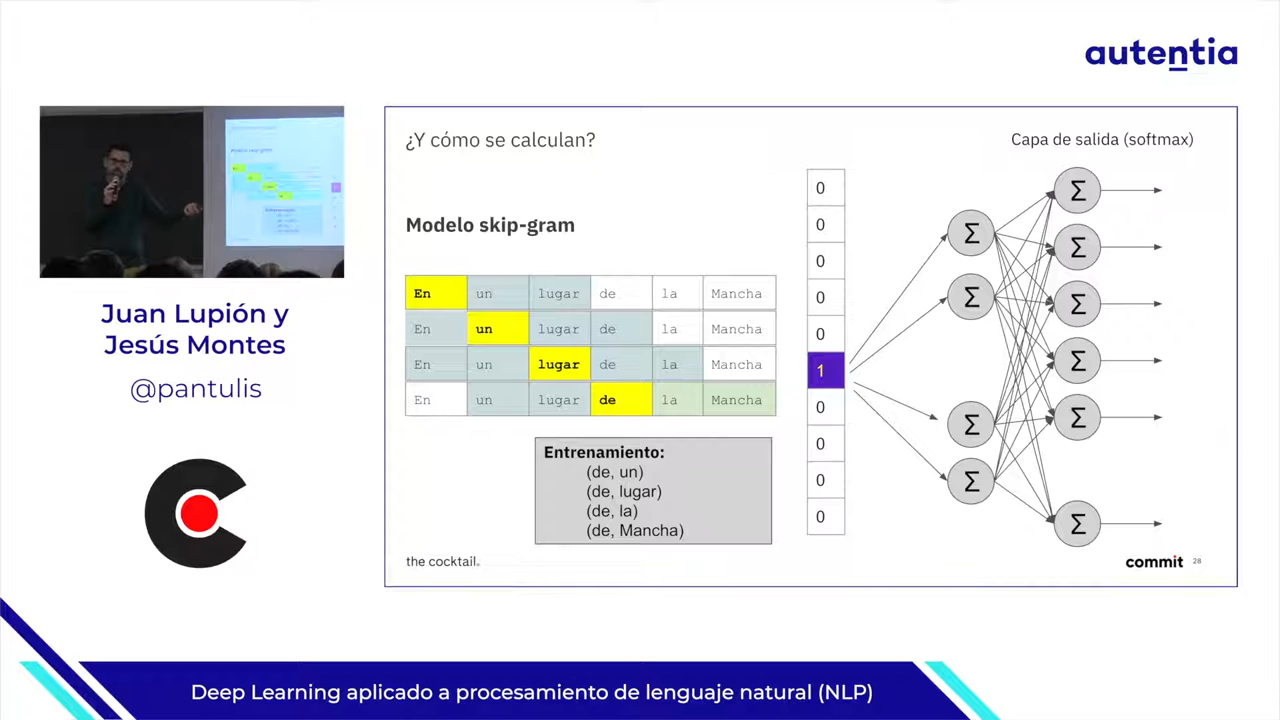 autentia
¿Y cómo se calculan?
Capa de salida (softmax)
Modelo skip-gram
En un lugar de la Mancha
En un lugar de la Mancha
En un lugar de la Mancha
En un lugar de la Mancha
Entrenamiento:
(de, un)
(de, lugar)
(de, la)
(de, Mancha)
0
0
0
0
0
1
0
0
0
0
Σ
Σ
Σ
Σ
Σ
Σ
Σ
Σ
Σ
Σ
the cocktail.
commit 28
Juan Lupión y
Jesús Montes
@pantulis
Deep Learning aplicado a procesamiento de lenguaje natural (NLP)